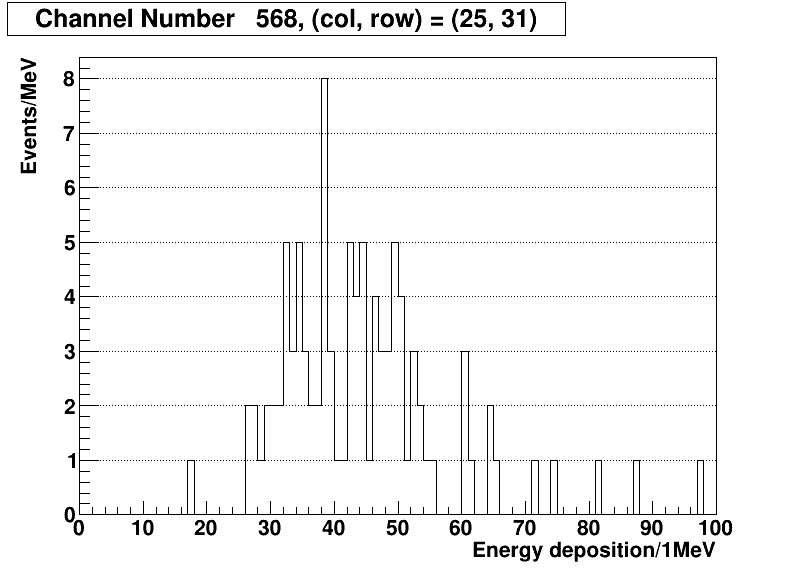 Channel Number 568, (col, row) = (25, 31)
Events/MeV
8
7
6
5
4
3
2
1
0
0 10 20 30 40 50 60 70 80 90 100
Energy deposition/1MeV